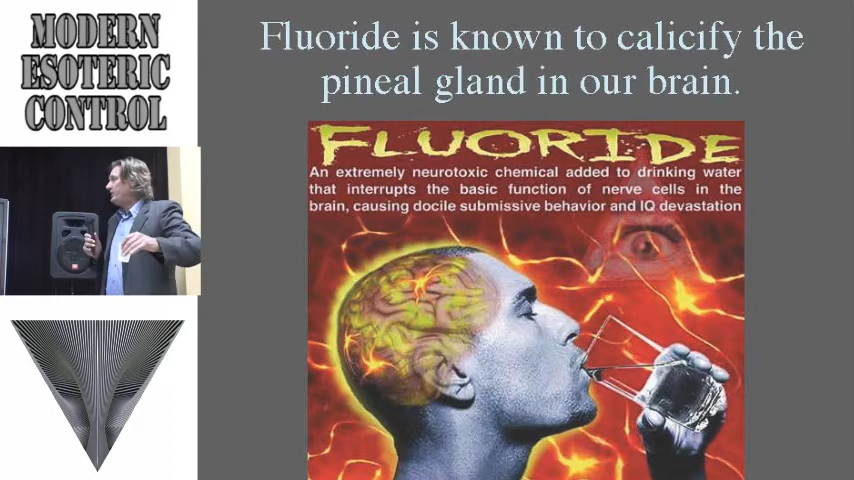 MODERN
ESOTERIC
CONTROL
Fluoride is known to calicify the
pineal gland in our brain.
FLUORIDE
An extremely neurotoxic chemical added to drinking water
that interrupts the basic function of nerve cells in the
brain, causing docile submissive behavior and IQ devastation